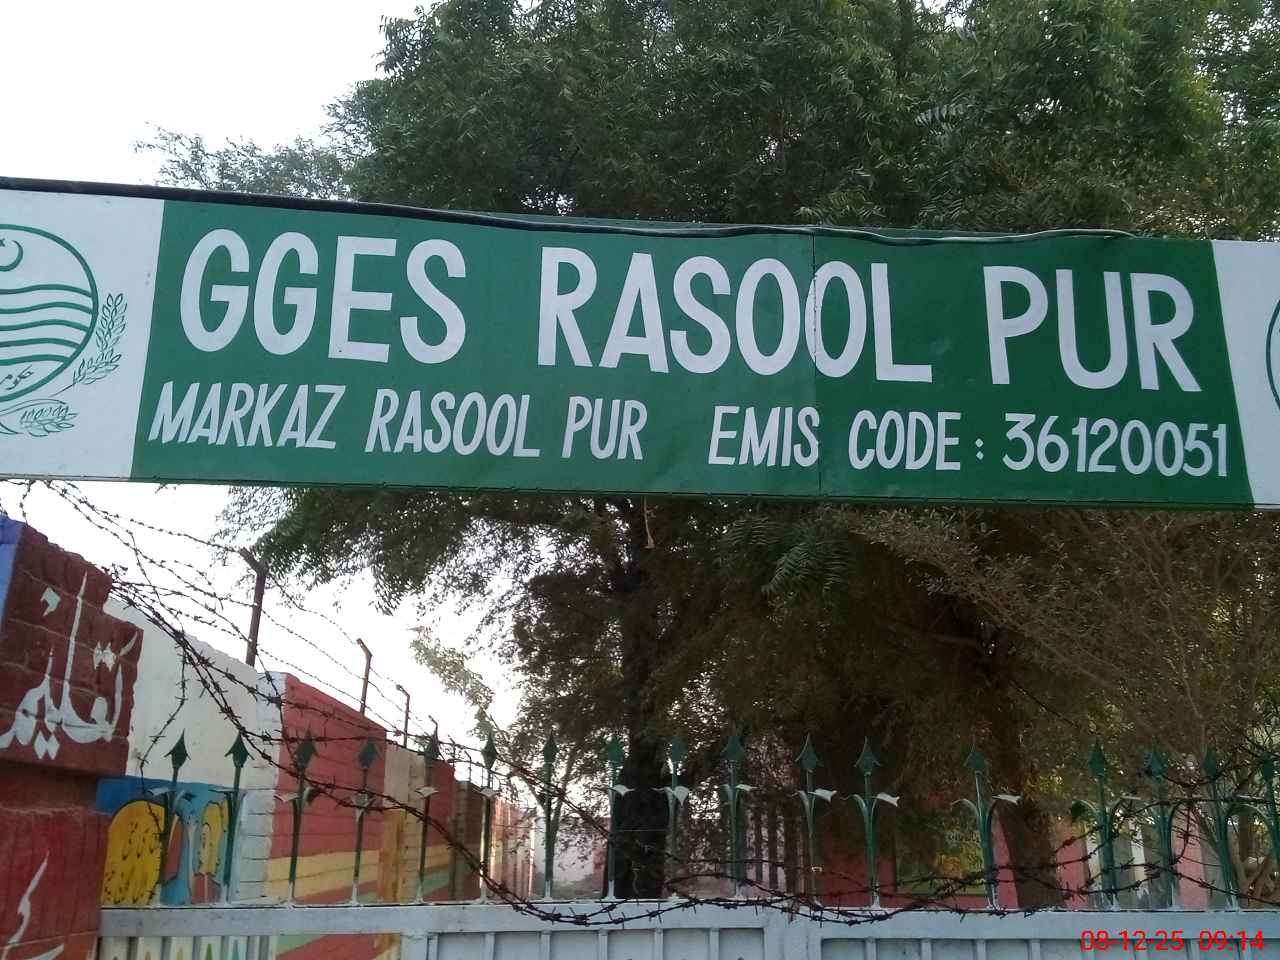 GGES RASOOL PUR
MARKAZ RASOOL PUR EMIS CODE : 36120051
تعلیم
08-12-25 09:14